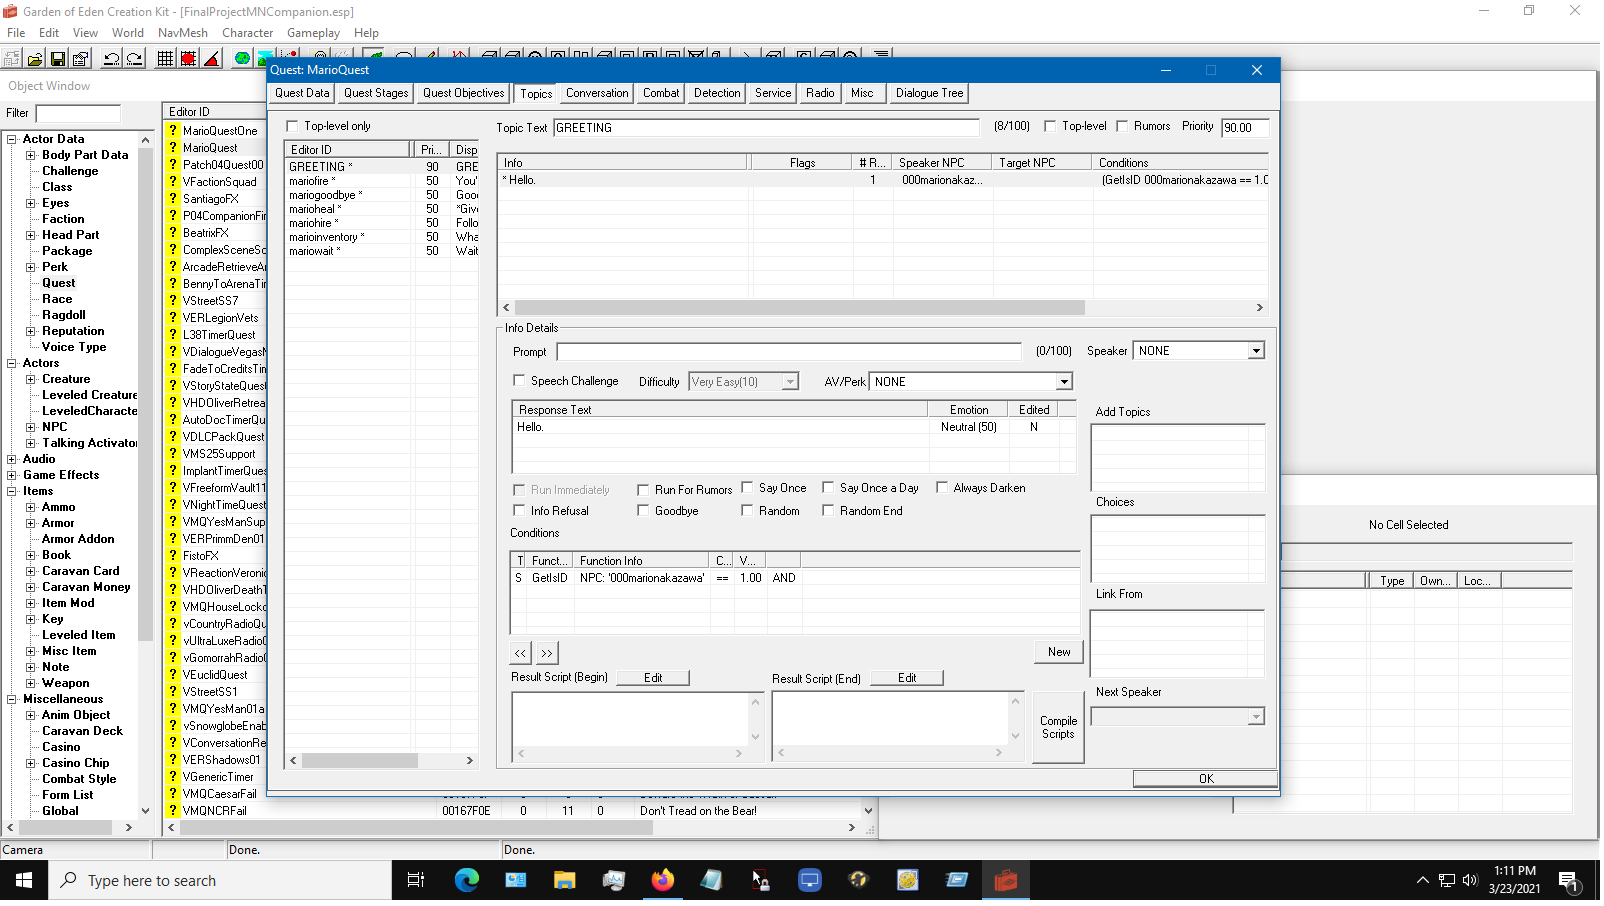 Garden of Eden Creation Kit - [FinalProjectMNCompanion.esp]
File Edit View World NavMesh Character Gameplay Help
Object Window
Filter
Actor Data
Body Part Data
Challenge
Class
Eyes
Faction
Head Part
Package
Perk
Quest
Race
Ragdoll
Reputation
Voice Type
Actors
Creature
Leveled Creature
LeveledCharacte
NPC
Talking Activato
Audio
Game Effects
Items
Ammo
Armor
Armor Addon
Book
Caravan Card
Caravan Money
Item Mod
Key
Leveled Item
Misc Item
Note
Weapon
Miscellaneous
Anim Object
Caravan Deck
Casino
Casino Chip
Combat Style
Form List
Global
Editor ID
? MarioQuestOne
? MarioQuest
? Patch04Quest00
? VFactionSquad
? SantiagoFX
? P04CompanionFi
? BeatrixFX
? ComplexSceneSc
? ArcadeRetrieveA
? BennyToArenaTi
? VStreetSS7
? VERLegionVets
? L38TimerQuest
? VDialogueVegas
? FadeToCreditsTi
? VStoryStateQuest
? VHDOliverRetrea
? AutoDocTimerQu
? VDLCPackQuest
? VMS25Support
? ImplantTimerQues
? VFreeformVault11
? VNightTimeQuest
? VMQYesManSup
? VERPrimmDen01
? FistoFX
? VReactionVeronic
? VHDOliverDeathT
? VMQHouseLocko
? vCountryRadioQu
? vUltraLuxeRadio
? vGomorrahRadio
? VEuclidQuest
? VStreetSS1
? VMQYesMan01a
? vSnowglobeEnab
? VConversationRe
? VERShadows01
? VGenericTimer
? VMQCaesarFail
? VMQNCRFail 00167F0E 0 11 0 Don't Tread on the Bear!
Quest: MarioQuest
Quest Data Quest Stages Quest Objectives Topics Conversation Combat Detection Service Radio Misc Dialogue Tree
Top-level only
Editor ID Pri... Disp
GREETING * 90 GRE
mariofire * 50 You'
mariogoodbye * 50 Goo
marioheal * 50 *Give
mariohire * 50 Follo
marioinventory * 50 Wha
mariowait * 50 Wait
Topic Text GREETING (8/100) Top-level Rumors Priority 90.00
Info Flags # R... Speaker NPC Target NPC Conditions
* Hello. 1 000marionakaz... (GetIsID 000marionakazawa == 1.0
Info Details
Prompt (0/100) Speaker NONE
Speech Challenge Difficulty Very Easy(10) AV/Perk NONE
Response Text Emotion Edited
Hello. Neutral (50) N
Add Topics
Run Immediately Run For Rumors Say Once Say Once a Day Always Darken
Info Refusal Goodbye Random Random End
Choices
Conditions
T Funct... Function Info C... V...
S GetIsID NPC: '000marionakazawa' == 1.00 AND
Link From
<< >> New
Result Script (Begin) Edit Result Script (End) Edit
Compile Scripts
Next Speaker
OK
No Cell Selected
Type Own... Loc...
Camera Done. Done.
Type here to search
1:11 PM
3/23/2021
1